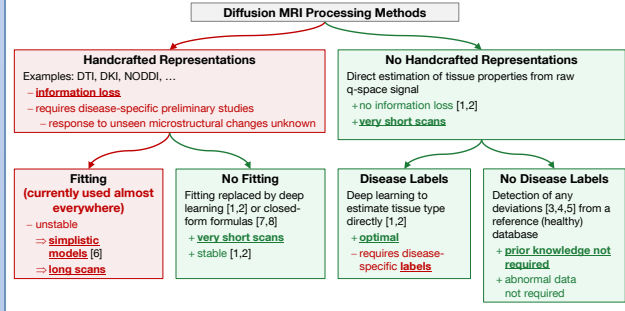 Diffusion MRI Processing Methods
Handcrafted Representations
Examples: DTI, DKI, NODDI, …
– information loss
– requires disease-specific preliminary studies
– response to unseen microstructural changes unknown
No Handcrafted Representations
Direct estimation of tissue properties from raw
q-space signal
+ no information loss [1,2]
+ very short scans
Fitting
(currently used almost
everywhere)
– unstable
⇒ simplistic
models [6]
⇒ long scans
No Fitting
Fitting replaced by deep
learning [1,2] or closed-
form formulas [7,8]
+ very short scans
+ stable [1,2]
Disease Labels
Deep learning to
estimate tissue type
directly [1,2]
+ optimal
– requires disease-
specific labels
No Disease Labels
Detection of any
deviations [3,4,5] from a
reference (healthy)
database
+ prior knowledge not
required
+ abnormal data
not required